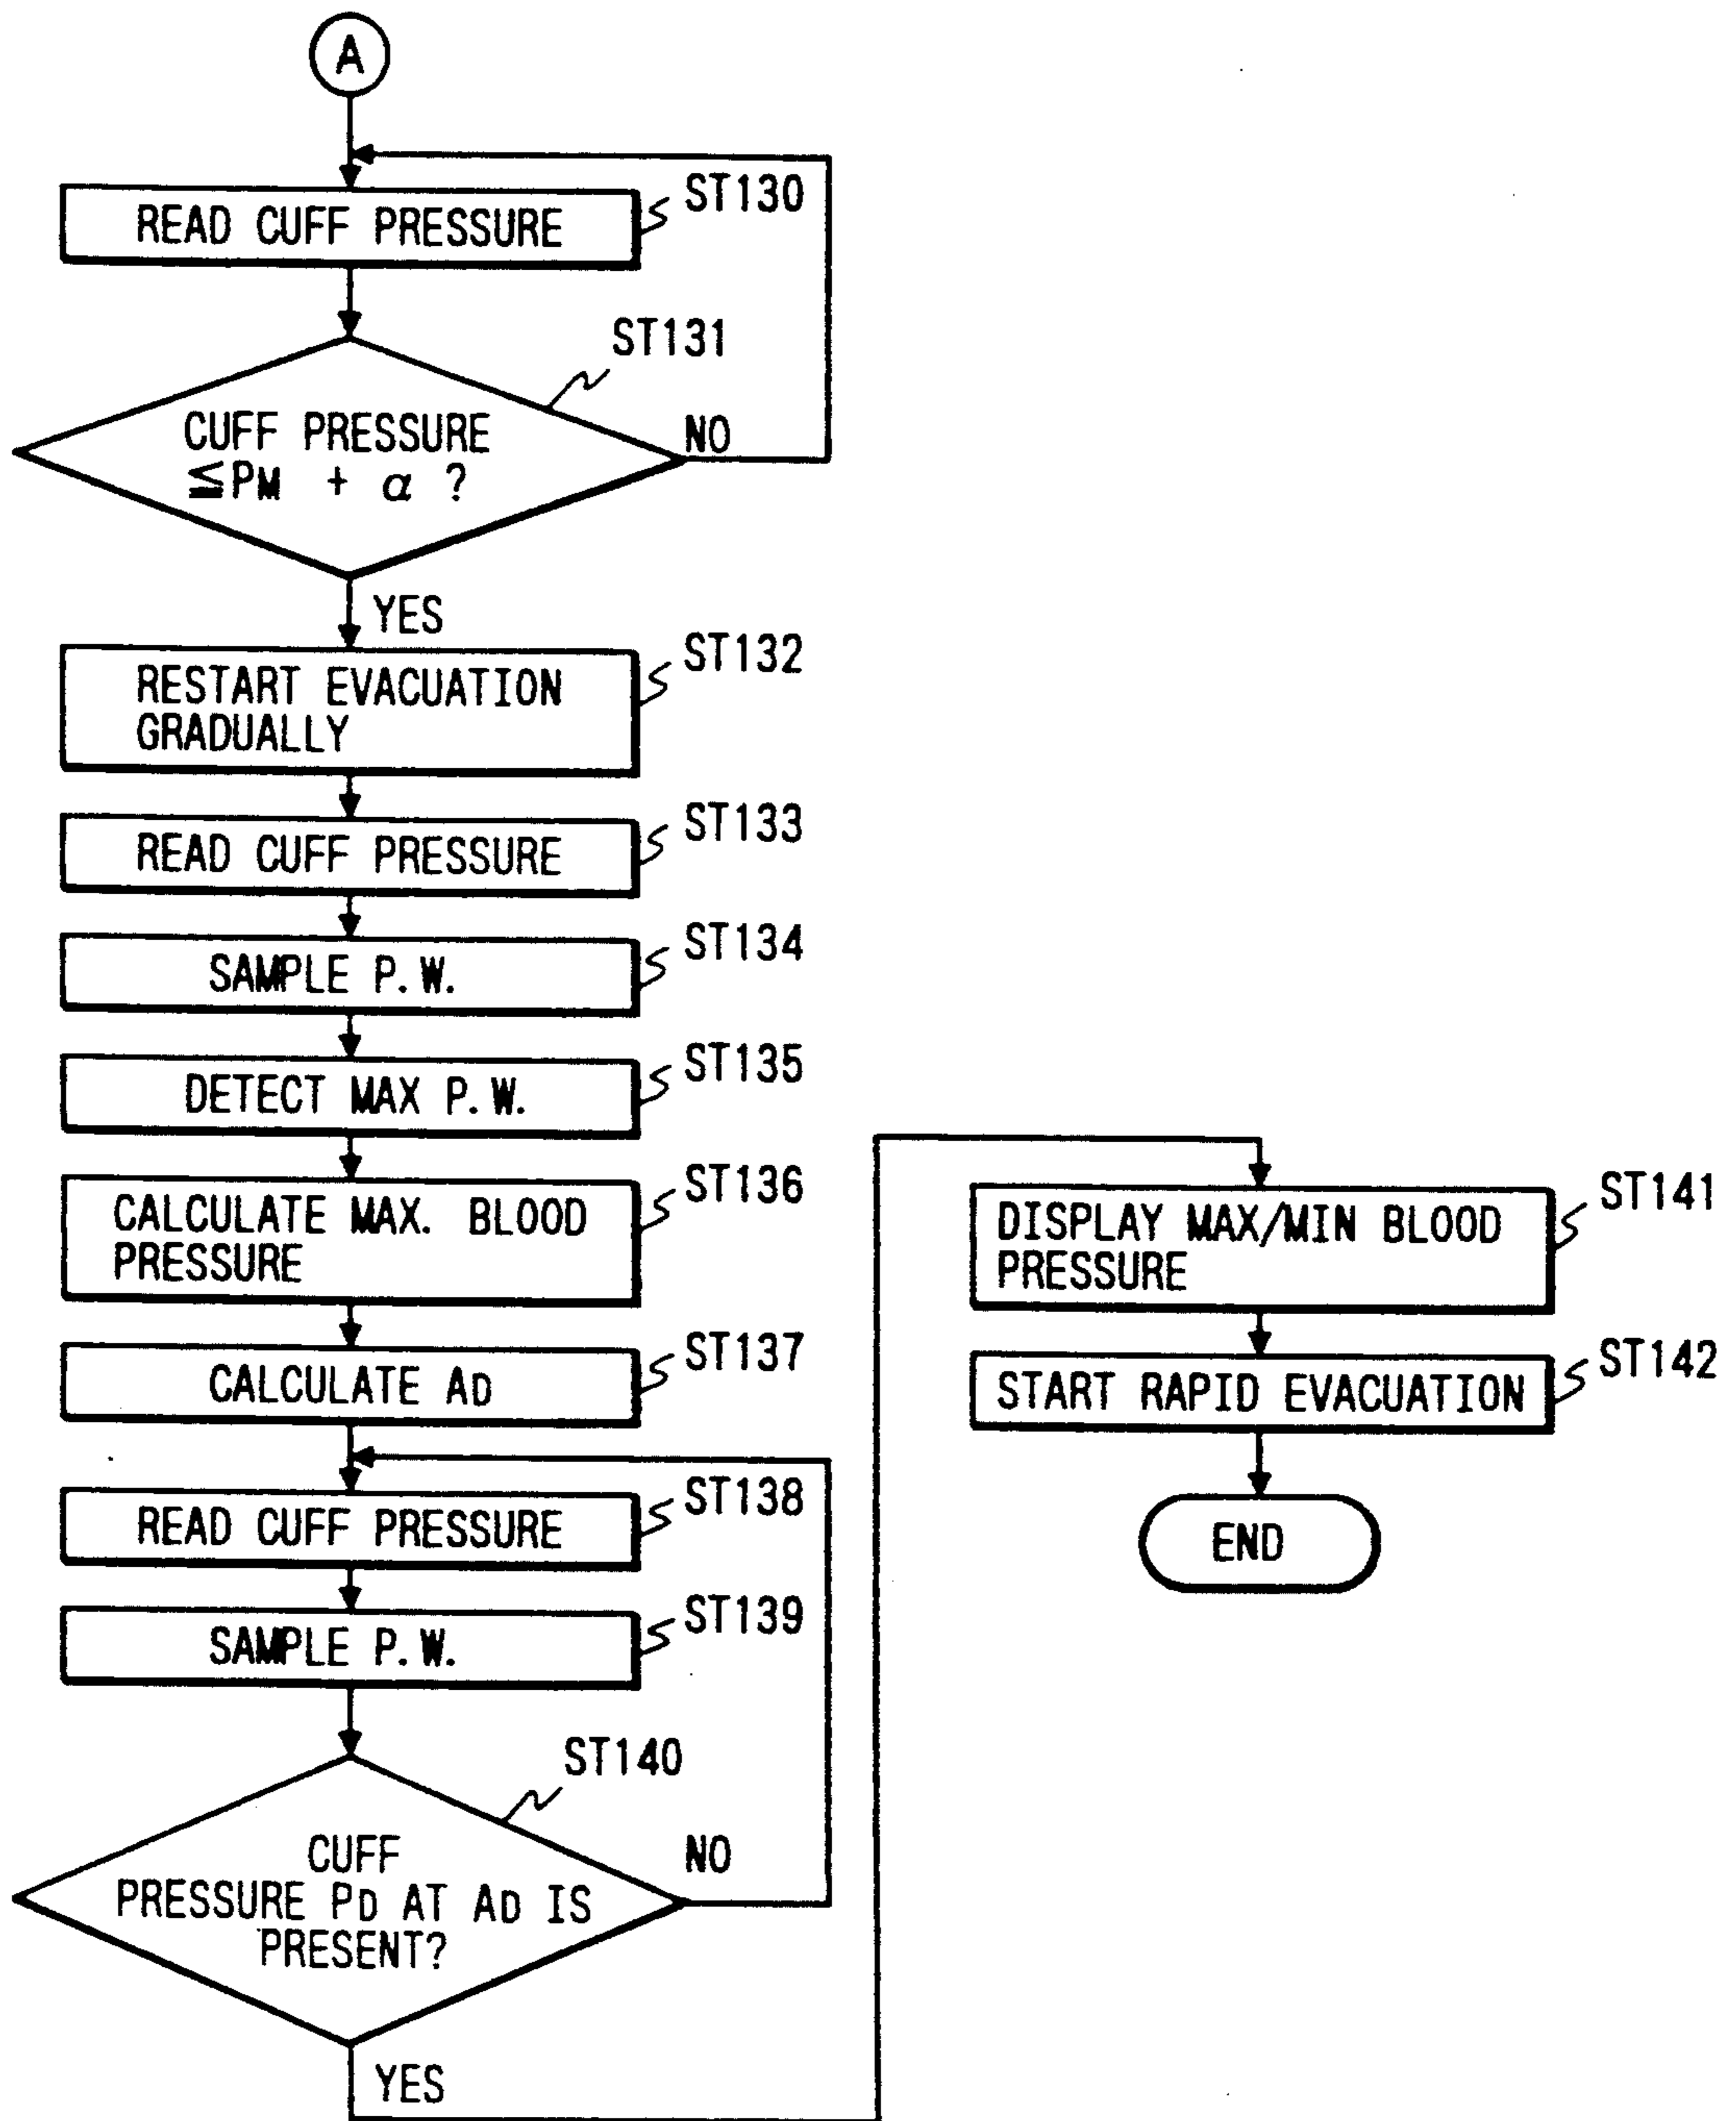 A
READ CUFF PRESSURE
ST130
ST131
CUFF PRESSURE
≦PM + α ?
NO
YES
RESTART EVACUATION
GRADUALLY
ST132
READ CUFF PRESSURE
ST133
SAMPLE P.W.
ST134
DETECT MAX P.W.
ST135
CALCULATE MAX. BLOOD
PRESSURE
ST136
CALCULATE AD
ST137
READ CUFF PRESSURE
ST138
SAMPLE P.W.
ST139
ST140
CUFF
PRESSURE PD AT AD IS
PRESENT?
NO
YES
DISPLAY MAX/MIN BLOOD
PRESSURE
ST141
START RAPID EVACUATION
ST142
END